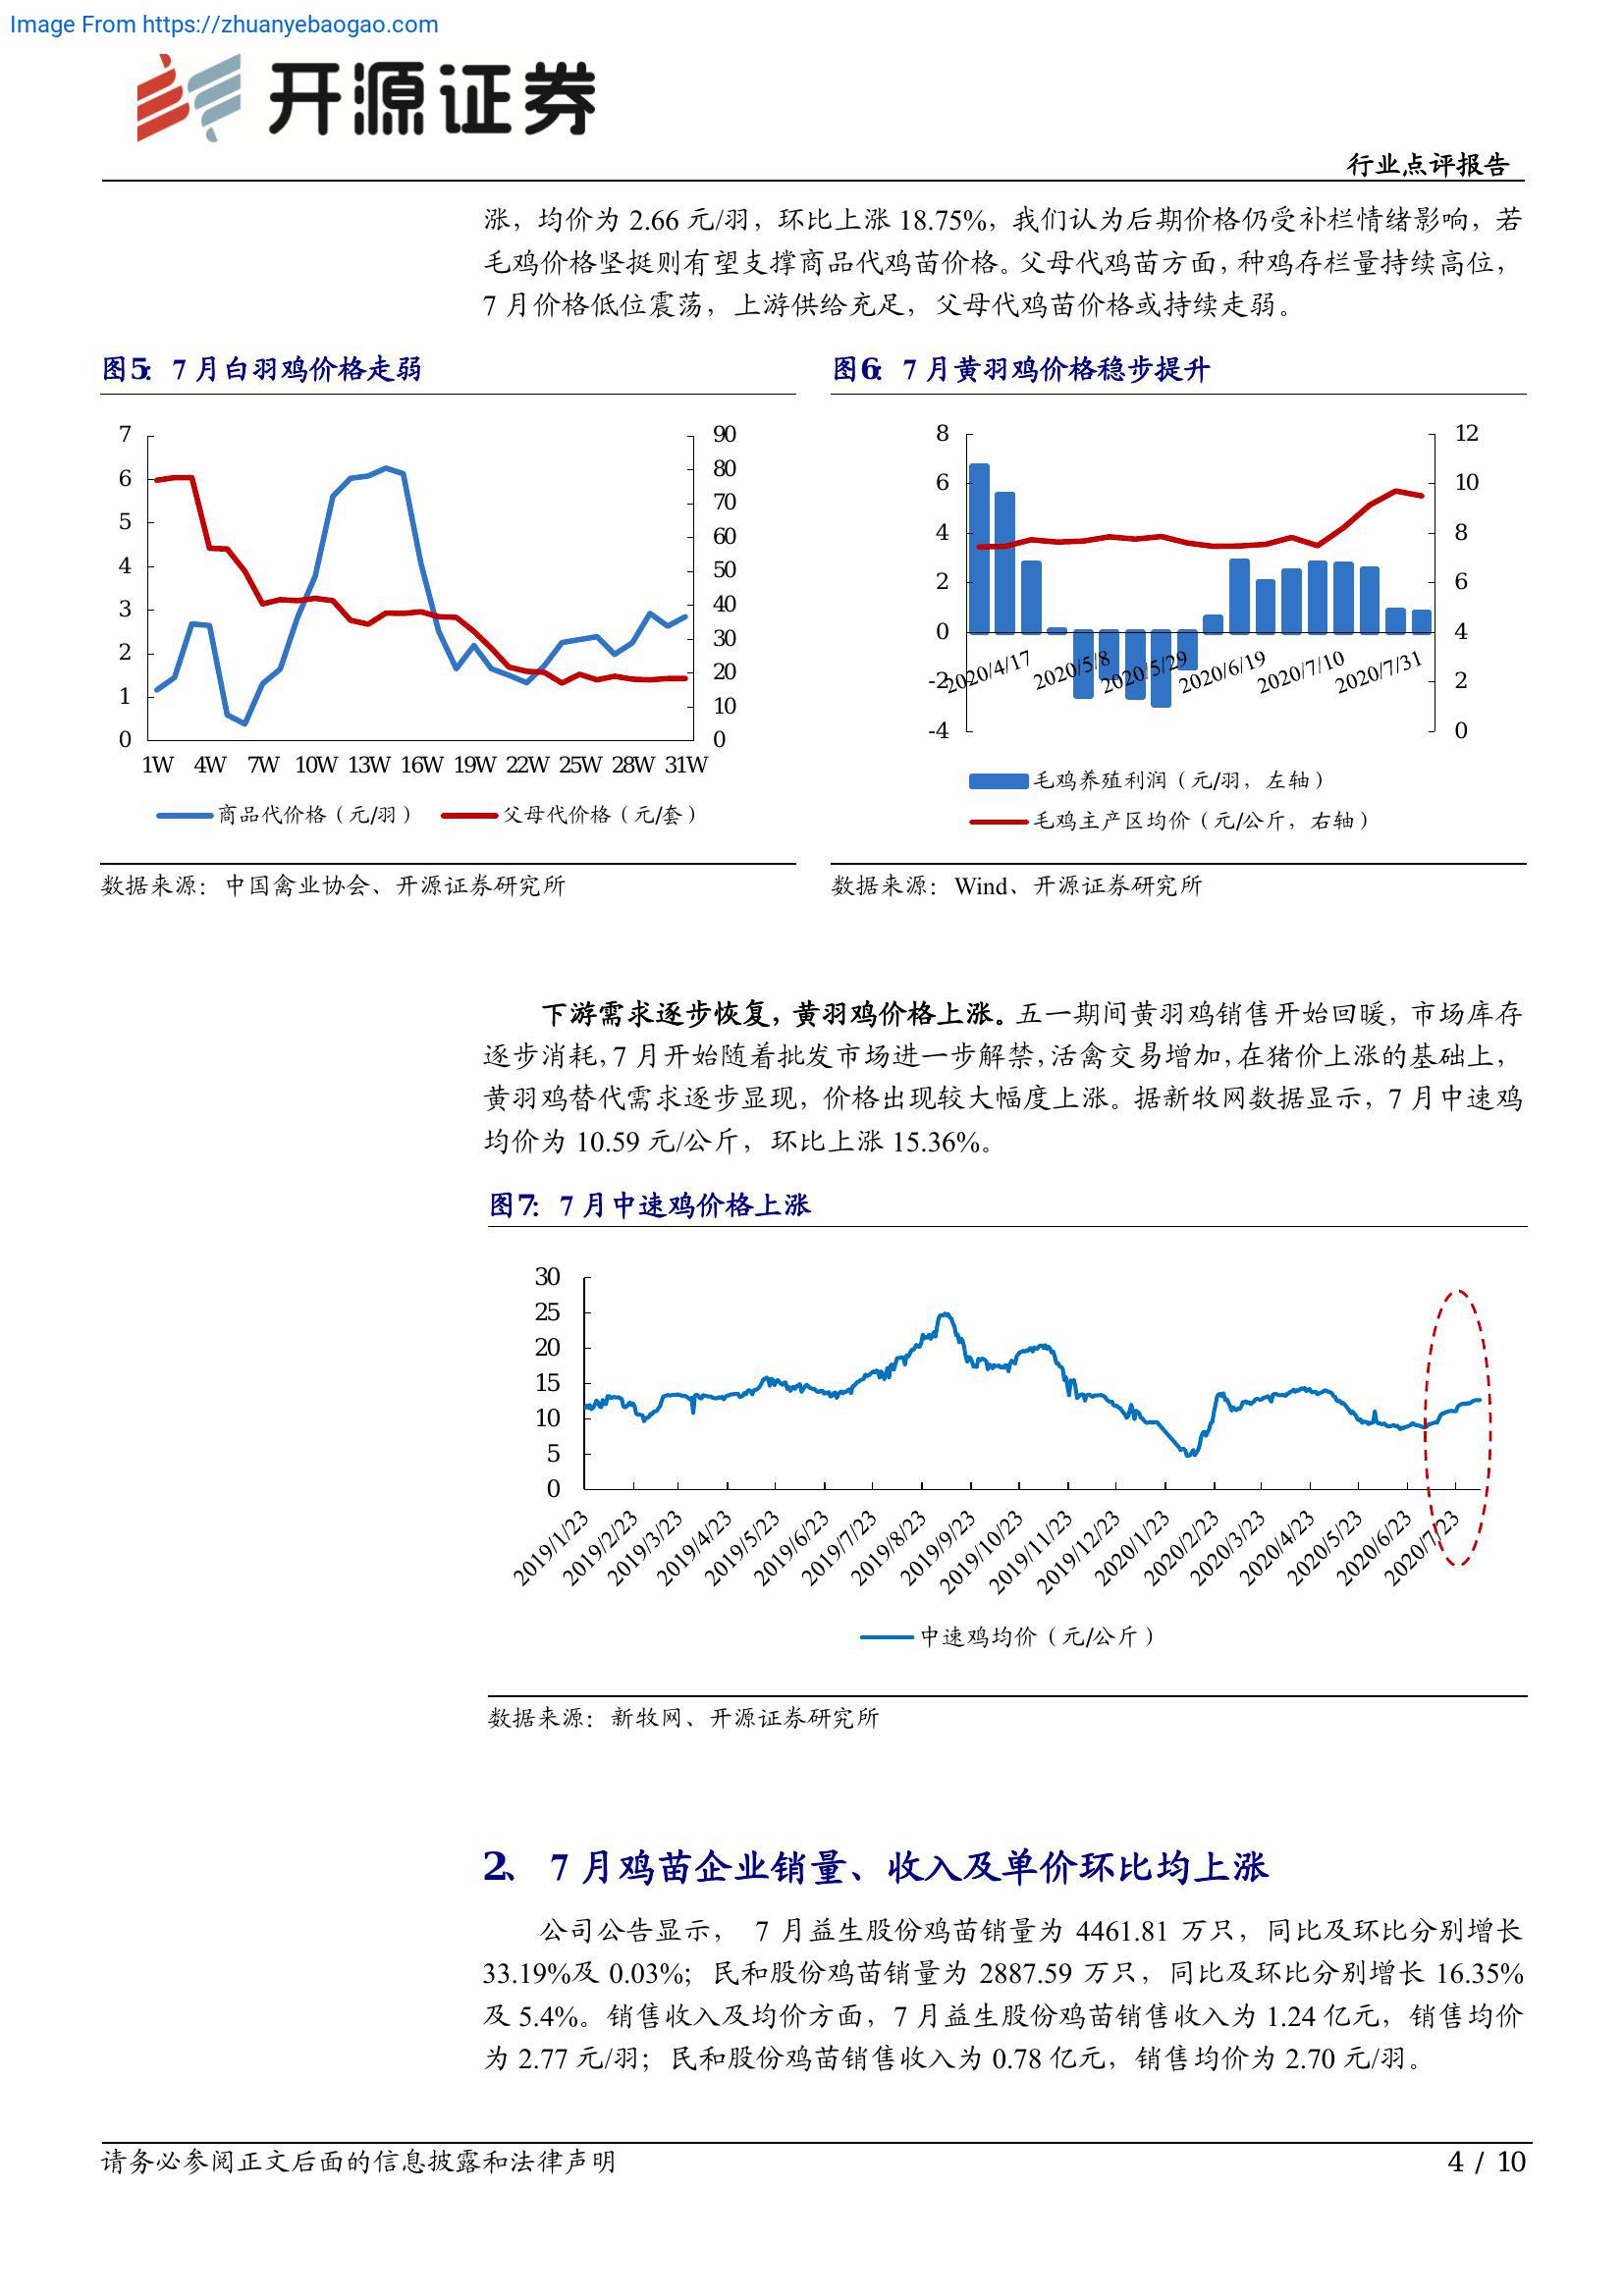 Image From https://zhuanyebaogao.com
开源证券
行业点评报告
涨，均价为 2.66 元/羽，环比上涨 18.75%，我们认为后期价格仍受补栏情绪影响，若
毛鸡价格坚挺则有望支撑商品代鸡苗价格。父母代鸡苗方面，种鸡存栏量持续高位，
7 月价格低位震荡，上游供给充足，父母代鸡苗价格或持续走弱。
图5： 7 月白羽鸡价格走弱
7
6
5
4
3
2
1
0
90
80
70
60
50
40
30
20
10
0
1W 4W 7W 10W 13W 16W 19W 22W 25W 28W 31W
商品代价格（元/羽） 父母代价格（元/套）
数据来源：中国禽业协会、开源证券研究所
图6： 7 月黄羽鸡价格稳步提升
8
6
4
2
0
-2
-4
12
10
8
6
4
2
0
2020/4/17 2020/5/8 2020/5/29 2020/6/19 2020/7/10 2020/7/31
毛鸡养殖利润（元/羽，左轴）
毛鸡主产区均价（元/公斤，右轴）
数据来源：Wind、开源证券研究所
下游需求逐步恢复，黄羽鸡价格上涨。五一期间黄羽鸡销售开始回暖，市场库存
逐步消耗，7 月开始随着批发市场进一步解禁，活禽交易增加，在猪价上涨的基础上，
黄羽鸡替代需求逐步显现，价格出现较大幅度上涨。据新牧网数据显示，7 月中速鸡
均价为 10.59 元/公斤，环比上涨 15.36%。
图7： 7 月中速鸡价格上涨
30
25
20
15
10
5
0
2019/1/23 2019/2/23 2019/3/23 2019/4/23 2019/5/23 2019/6/23 2019/7/23 2019/8/23 2019/9/23 2019/10/23 2019/11/23 2019/12/23 2020/1/23 2020/2/23 2020/3/23 2020/4/23 2020/5/23 2020/6/23 2020/7/23
中速鸡均价（元/公斤）
数据来源：新牧网、开源证券研究所
2、 7 月鸡苗企业销量、收入及单价环比均上涨
公司公告显示， 7 月益生股份鸡苗销量为 4461.81 万只，同比及环比分别增长
33.19%及 0.03%；民和股份鸡苗销量为 2887.59 万只，同比及环比分别增长 16.35%
及 5.4%。销售收入及均价方面，7 月益生股份鸡苗销售收入为 1.24 亿元，销售均价
为 2.77 元/羽；民和股份鸡苗销售收入为 0.78 亿元，销售均价为 2.70 元/羽。
请务必参阅正文后面的信息披露和法律声明
4 / 10